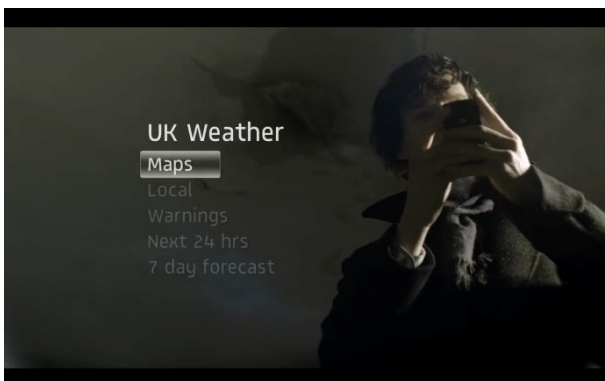 UK Weather
Maps
Local
Warnings
Next 24 hrs
7 day forecast